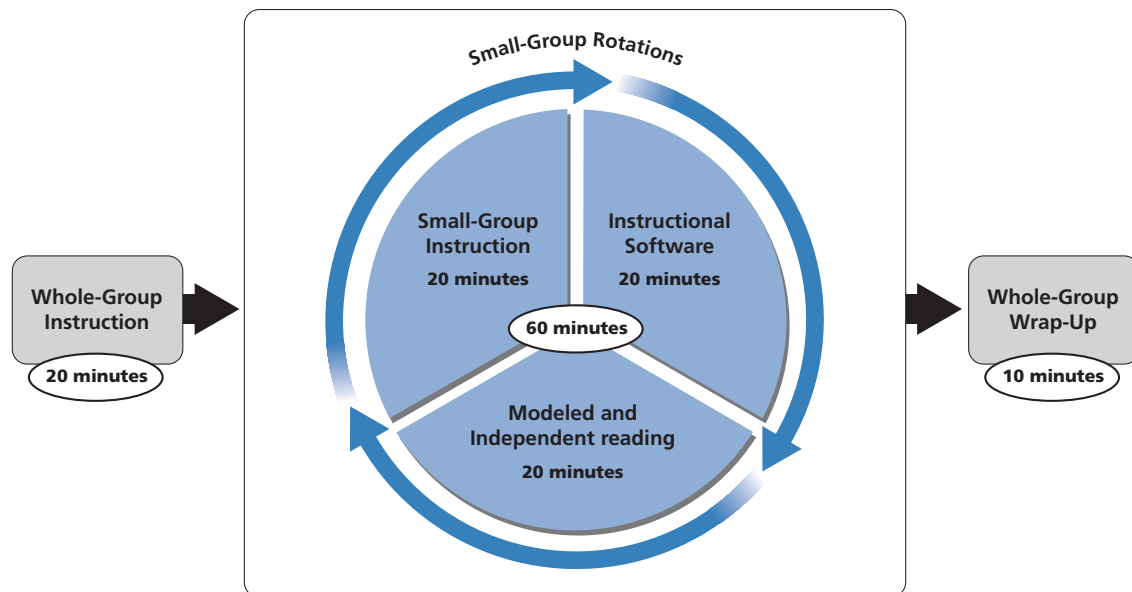 Small-Group Rotations
Whole-Group
Instruction
20 minutes
Small-Group
Instruction
20 minutes
Instructional
Software
20 minutes
60 minutes
Modeled and
Independent reading
20 minutes
Whole-Group
Wrap-Up
10 minutes